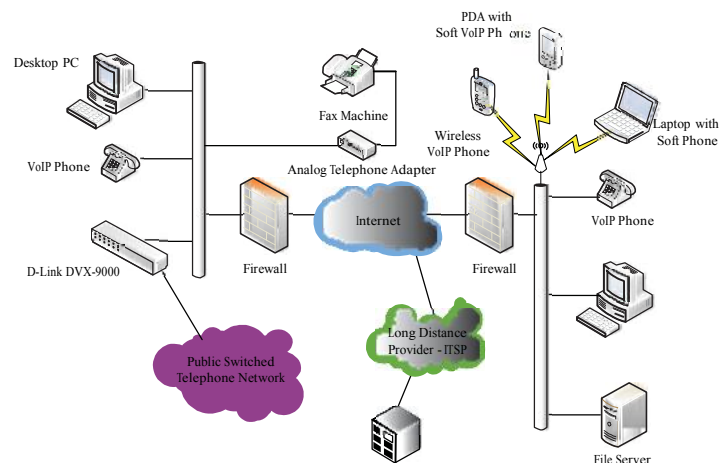 PDA with
Soft VoIP Phone
Desktop PC
Fax Machine
Wireless
VoIP Phone
Laptop with
Soft Phone
VoIP Phone
Analog Telephone Adapter
VoIP Phone
Internet
Firewall
Firewall
D-Link DVX-9000
Long Distance
Provider - ITSP
Public Switched
Telephone Network
File Server